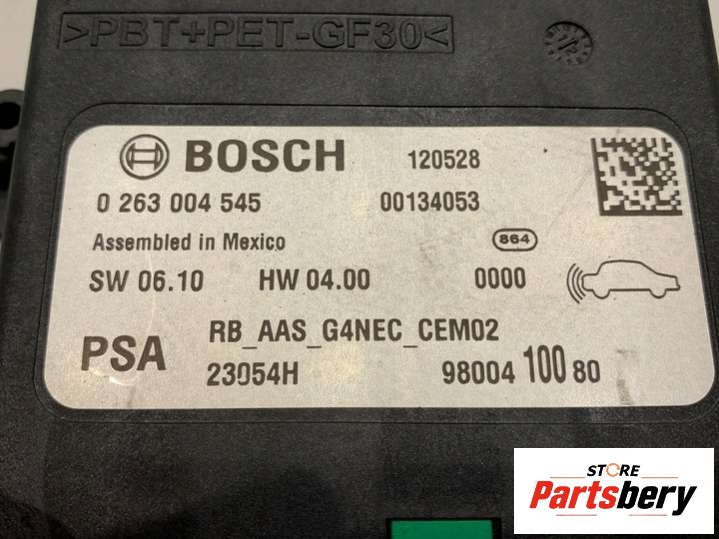 >PBT+PET-GF30<
BOSCH 120528
0 263 004 545 00134053
Assembled in Mexico 864
SW 06.10 HW 04.00 0000
PSA RB_AAS_G4NEC_CEM02
23054H 98004 100 80
STORE
Partsbery